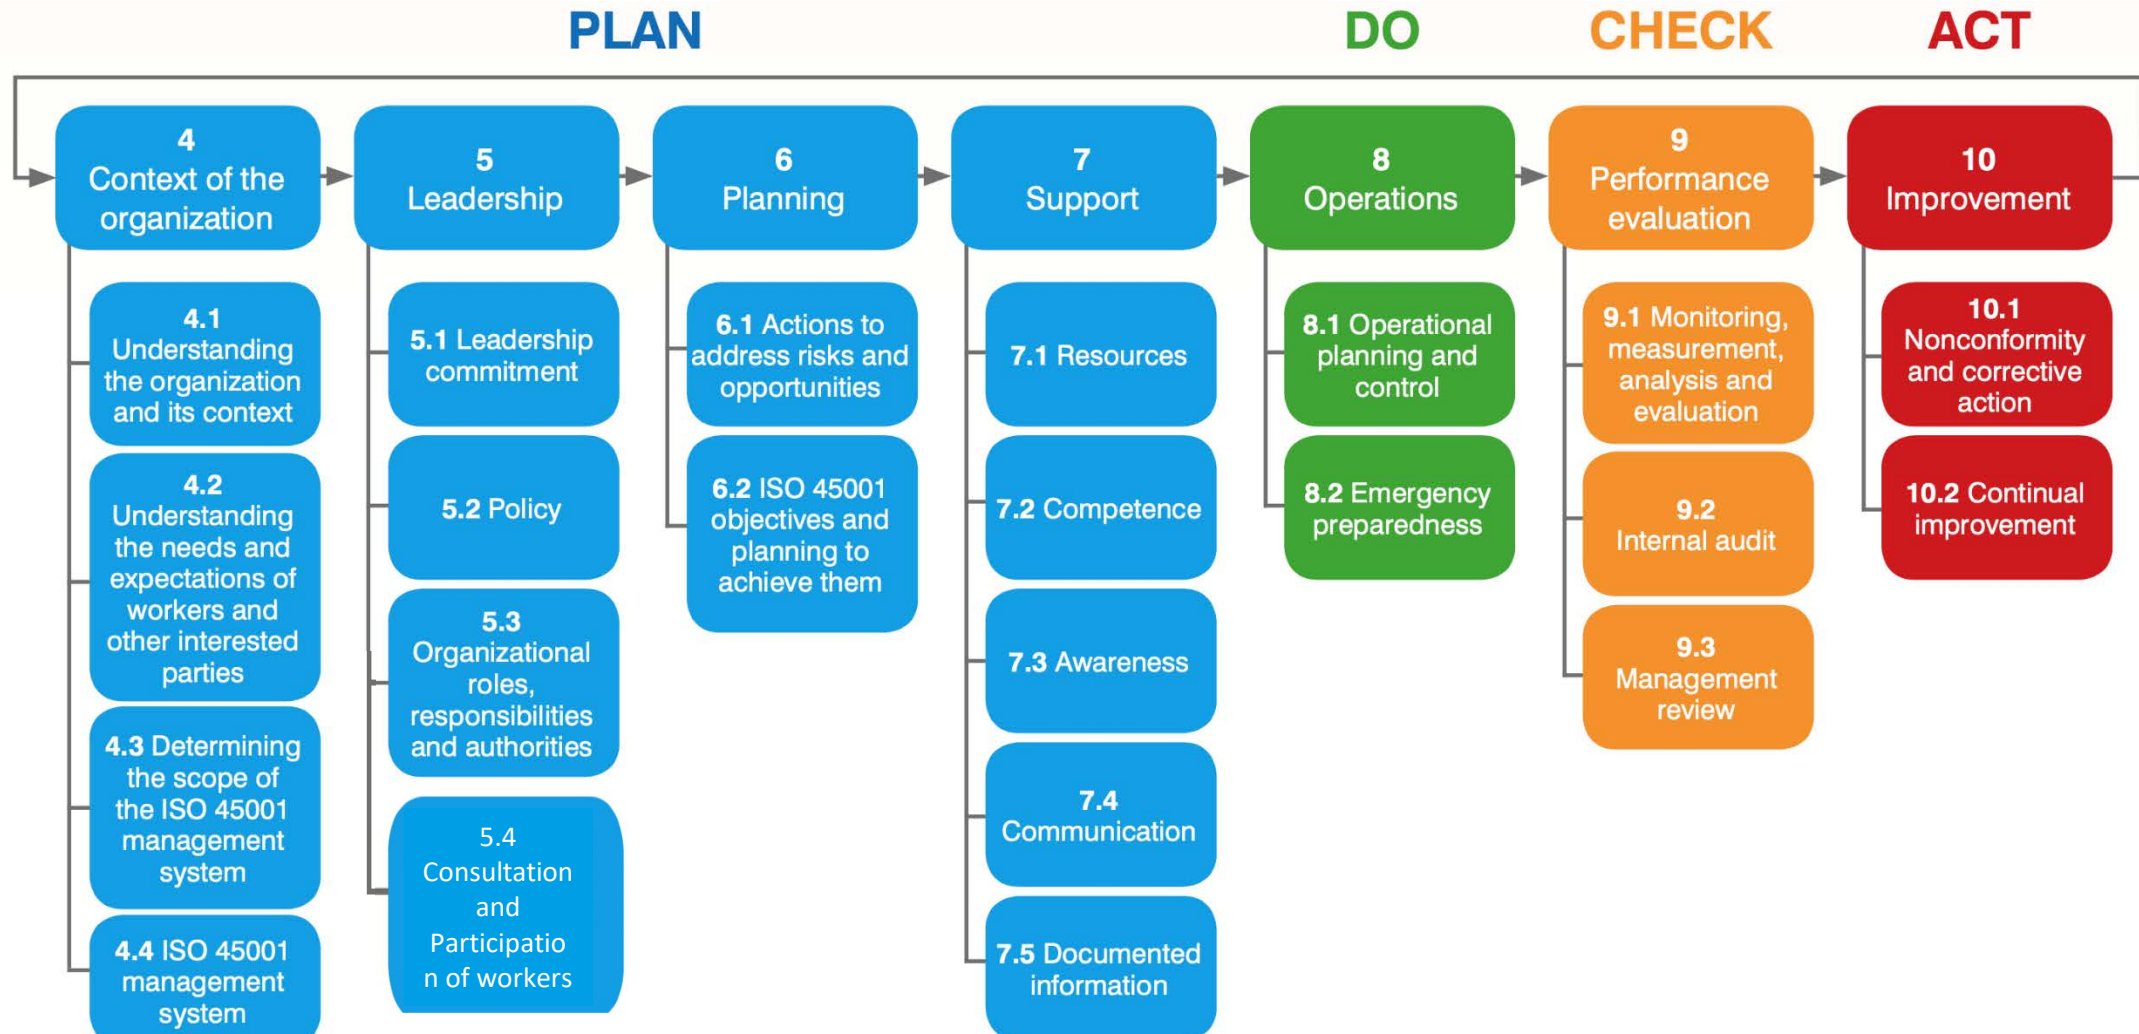 PLAN
DO
CHECK
ACT
4
Context of the
organization
5
Leadership
6
Planning
7
Support
8
Operations
9
Performance
evaluation
10
Improvement
4.1
Understanding
the organization
and its context
4.2
Understanding
the needs and
expectations of
workers and
other interested
parties
4.3 Determining
the scope of
the ISO 45001
management
system
4.4 ISO 45001
management
system
5.1 Leadership
commitment
5.2 Policy
5.3
Organizational
roles,
responsibilities
and authorities
5.4
Consultation
and
Participatio
n of workers
6.1 Actions to
address risks and
opportunities
6.2 ISO 45001
objectives and
planning to
achieve them
7.1 Resources
7.2 Competence
7.3 Awareness
7.4
Communication
7.5 Documented
information
8.1 Operational
planning and
control
8.2 Emergency
preparedness
9.1 Monitoring,
measurement,
analysis and
evaluation
9.2
Internal audit
9.3
Management
review
10.1
Nonconformity
and corrective
action
10.2 Continual
improvement